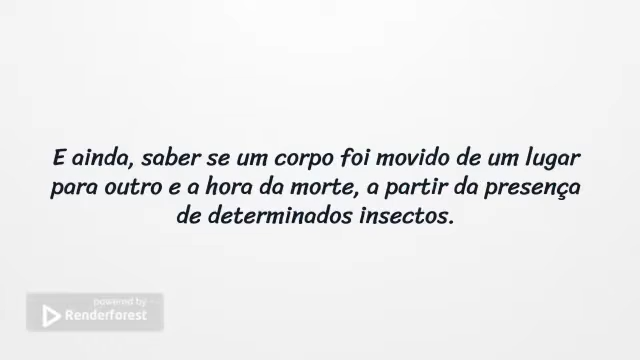 E ainda, saber se um corpo foi movido de um lugar
para outro e a hora da morte, a partir da presença
de determinados insectos.
powered by
Renderforest